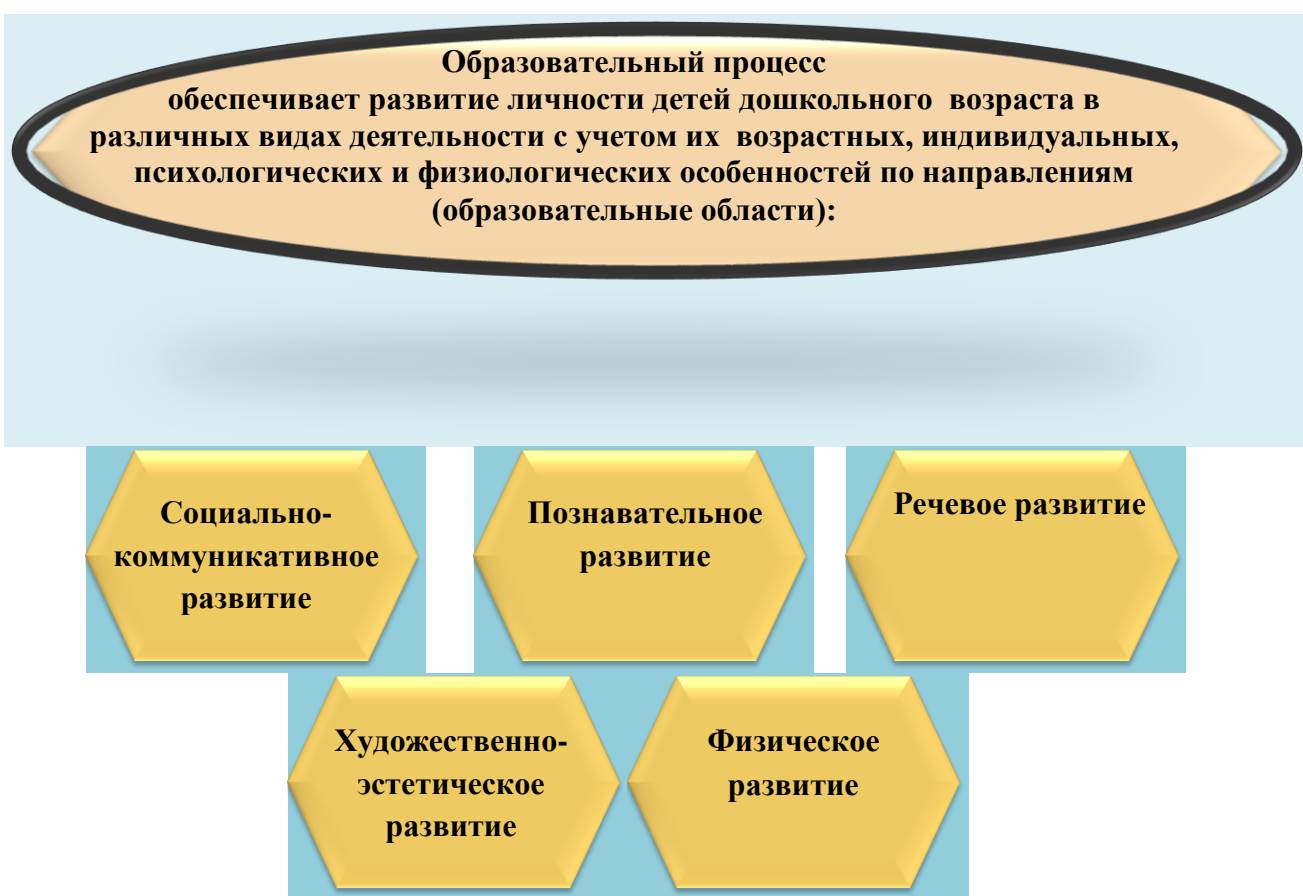 Образовательный процесс
обеспечивает развитие личности детей дошкольного возраста в
различных видах деятельности с учетом их возрастных, индивидуальных,
психологических и физиологических особенностей по направлениям
(образовательные области):
Социально-
коммуникативное
развитие
Познавательное
развитие
Речевое развитие
Художественно-
эстетическое
развитие
Физическое
развитие